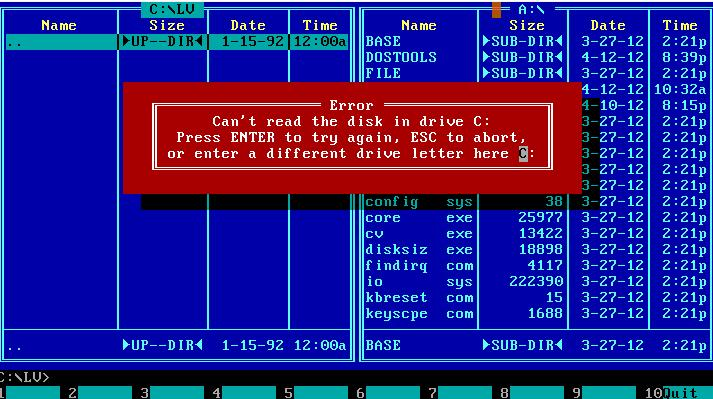 C:\LV A:\
Name Size Date Time Name Size Date Time
.. ►UP--DIR◄ 1-15-92 12:00a BASE ►SUB-DIR◄ 3-27-12 2:21p
DOSTOOLS ►SUB-DIR◄ 4-12-12 8:39p
FILE ►SUB-DIR◄ 3-27-12 2:21p
4-12-12 10:32a
Error 4-10-12 8:15p
Can't read the disk in drive C: 3-27-12 2:21p
Press ENTER to try again, ESC to abort, 3-27-12 2:21p
or enter a different drive letter here C: 3-27-12 2:21p
3-27-12 2:21p
3-27-12 2:21p
config sys 38 3-27-12 2:21p
core exe 25977 3-27-12 2:21p
cv exe 13422 3-27-12 2:21p
disksiz exe 18898 3-27-12 2:21p
findirq com 4117 3-27-12 2:21p
io sys 222390 3-27-12 2:21p
kbreset com 15 3-27-12 2:21p
keyscpe com 1688 3-27-12 2:21p
.. ►UP--DIR◄ 1-15-92 12:00a BASE ►SUB-DIR◄ 3-27-12 2:21p
C:\LV>
1 2 3 4 5 6 7 8 9 10Quit